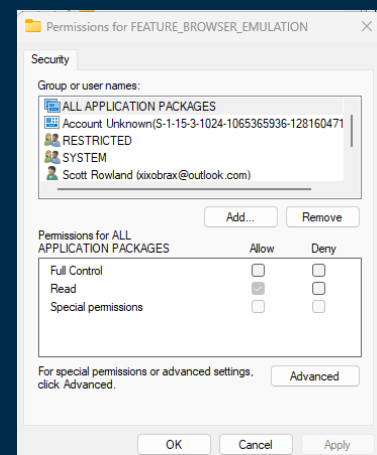 Permissions for FEATURE_BROWSER_EMULATION
Security
Group or user names:
ALL APPLICATION PACKAGES
Account Unknown(S-1-15-3-1024-1065365936-128160471
RESTRICTED
SYSTEM
Scott Rowland (xixobrax@outlook.com)
Add... Remove
Permissions for ALL
APPLICATION PACKAGES Allow Deny
Full Control
Read
Special permissions
For special permissions or advanced settings,
click Advanced.
Advanced
OK Cancel Apply